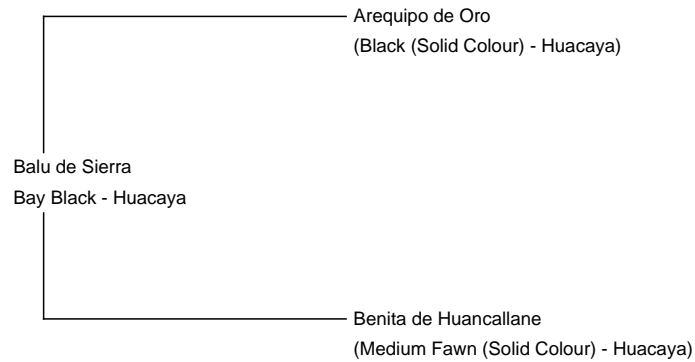 Arequipo de Oro
(Black (Solid Colour) - Huacaya)
Balu de Sierra
Bay Black - Huacaya
Benita de Huancallane
(Medium Fawn (Solid Colour) - Huacaya)